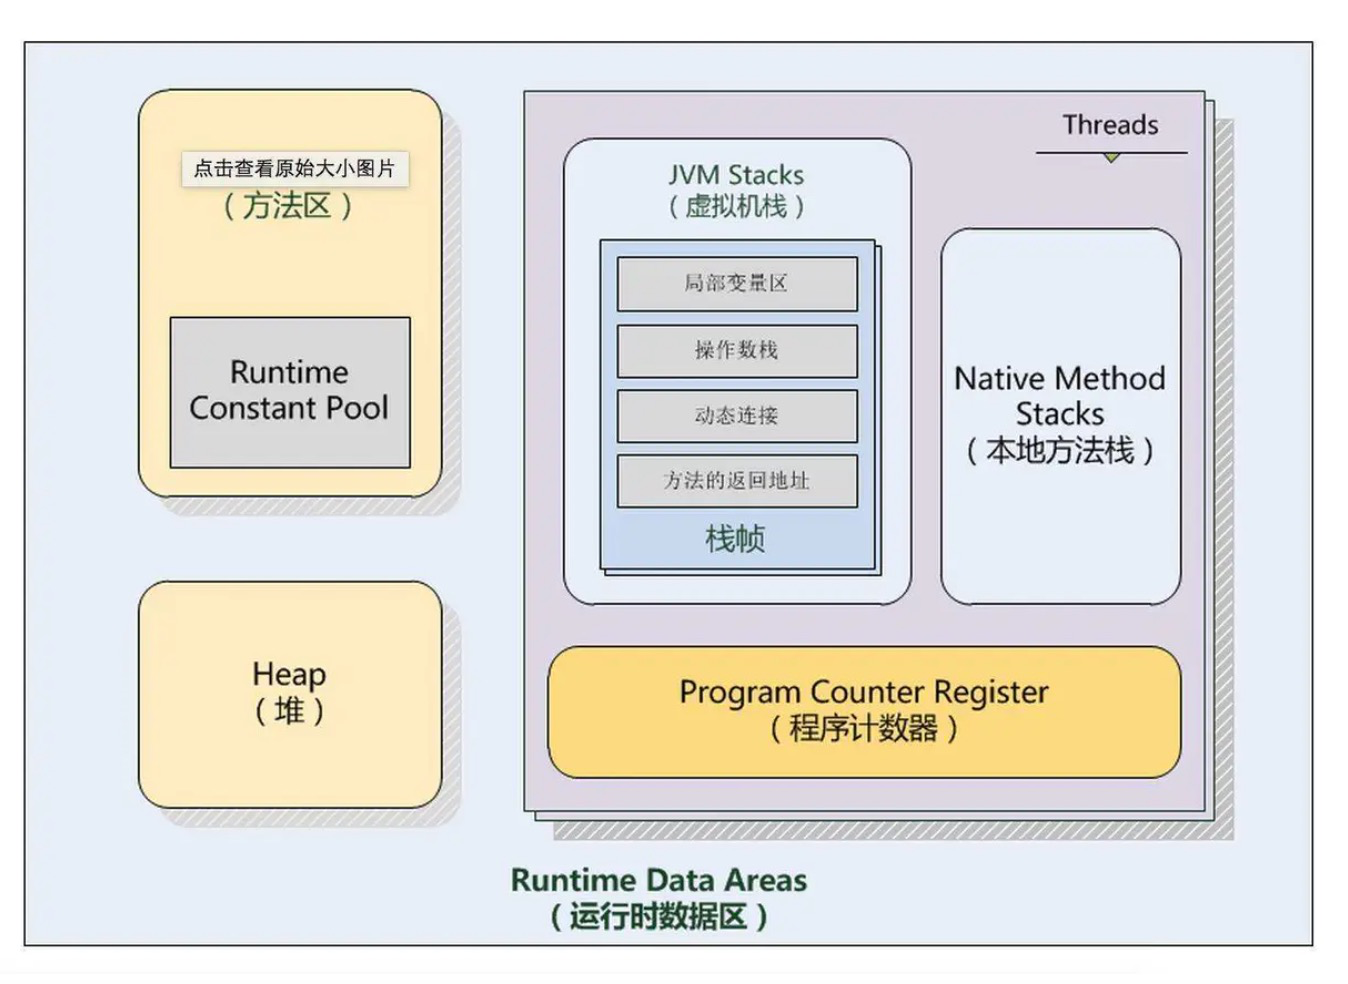 点击查看原始大小图片
（方法区）
Runtime
Constant Pool
Heap
（堆）
Threads
JVM Stacks
（虚拟机栈）
局部变量区
操作数栈
动态连接
方法的返回地址
栈帧
Native Method
Stacks
（本地方法栈）
Program Counter Register
（程序计数器）
Runtime Data Areas
（运行时数据区）